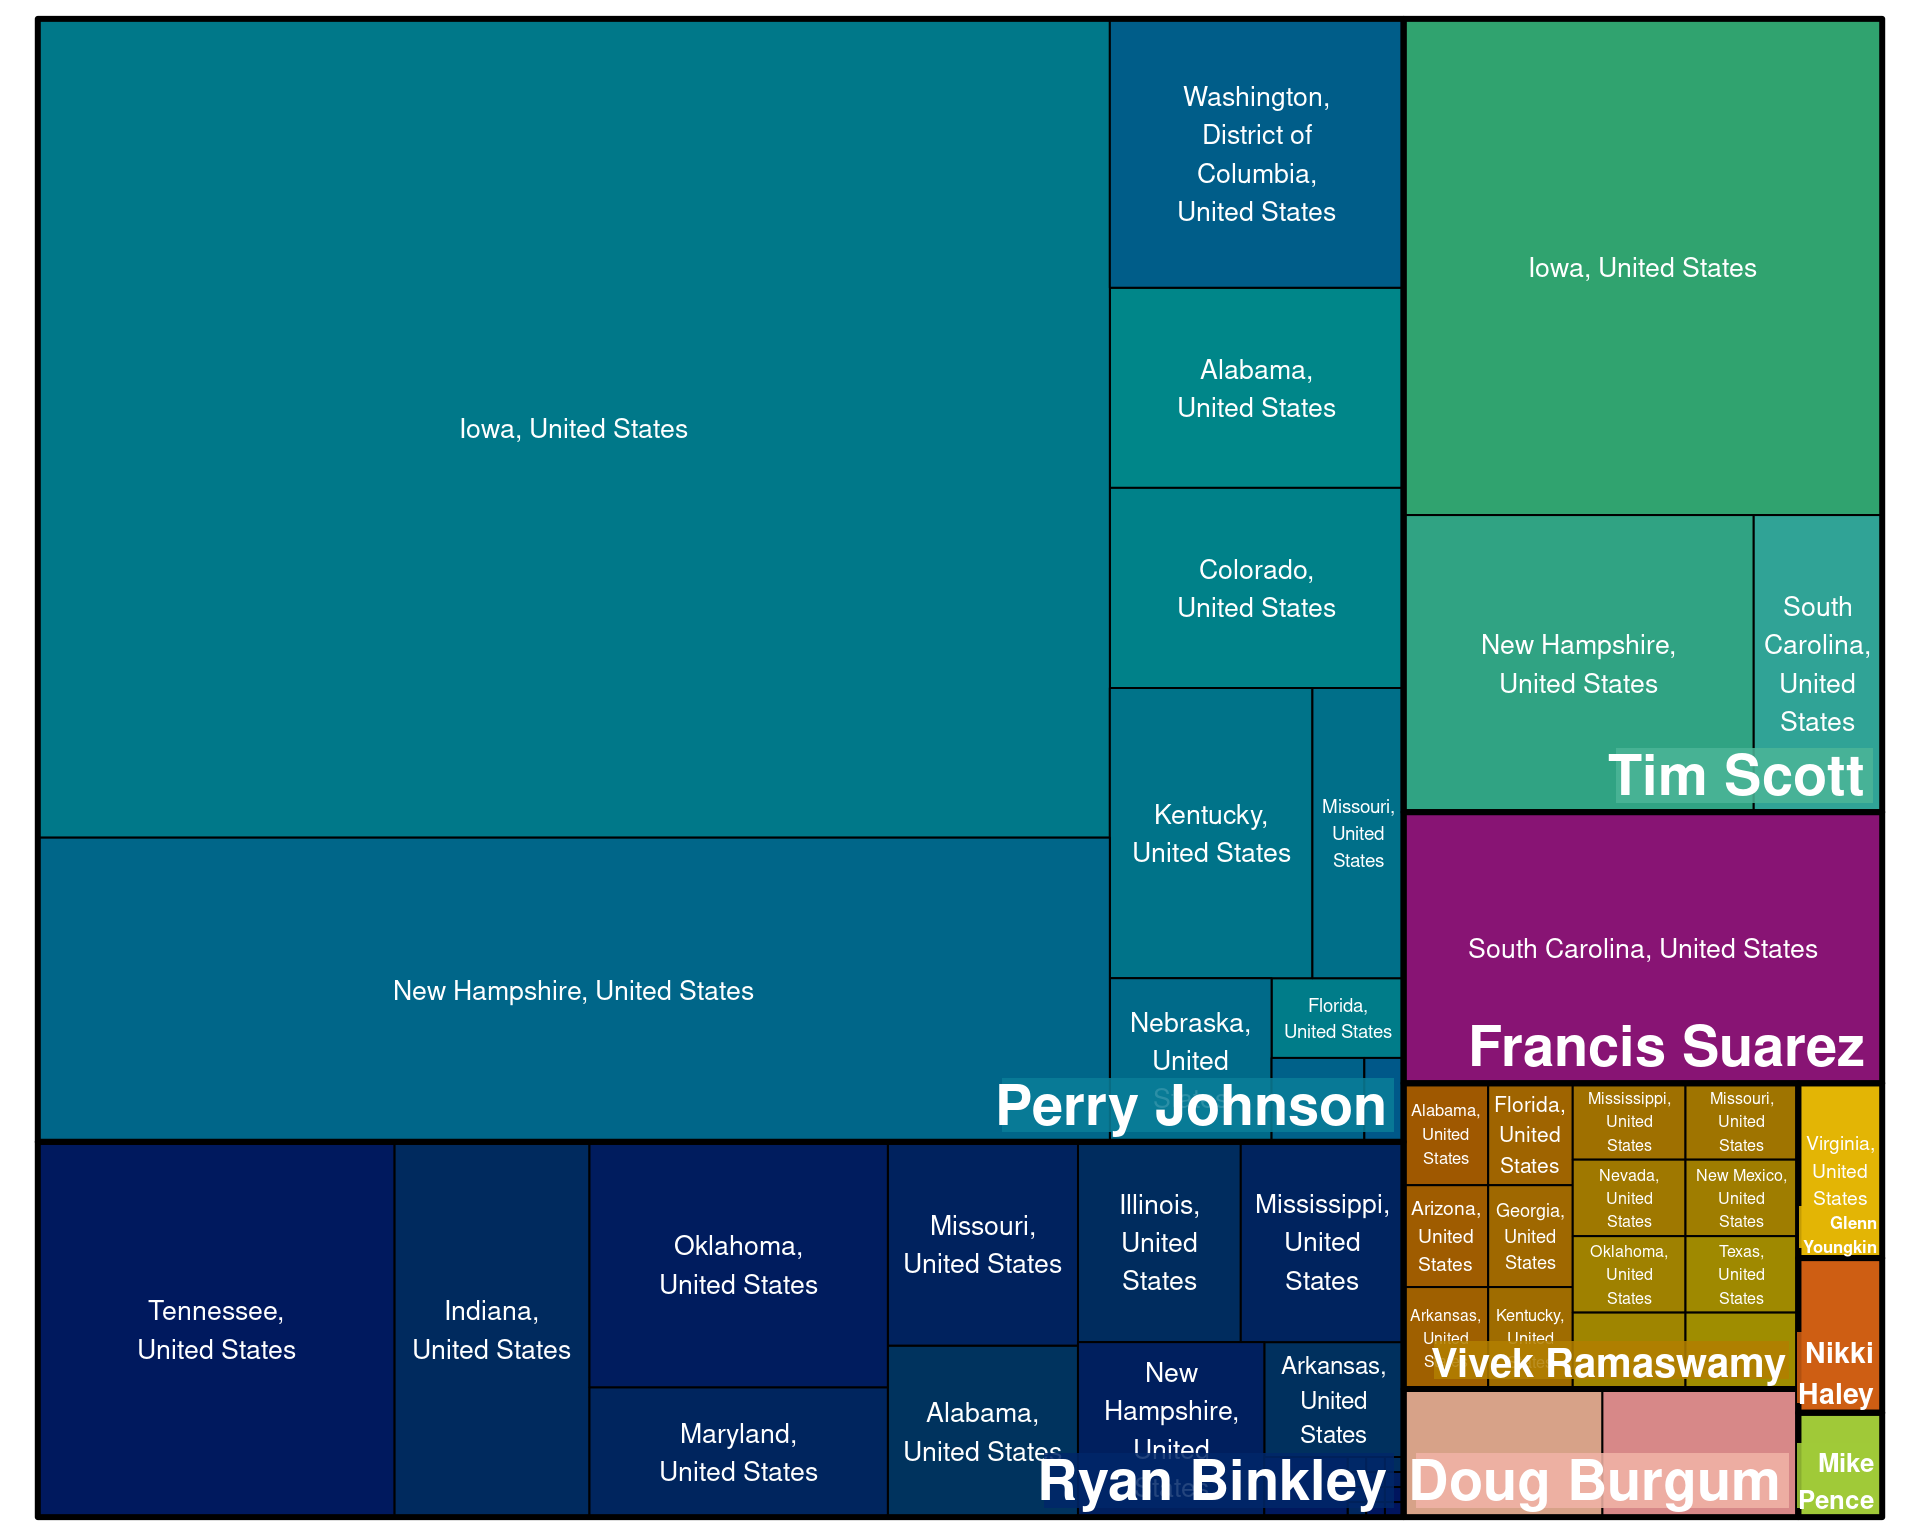 Iowa, United States
New Hampshire, United States
Washington,
District of
Columbia,
United States
Alabama,
United States
Colorado,
United States
Kentucky,
United States
Missouri,
United
States
Nebraska,
United
Florida,
United States
Perry Johnson
Tennessee,
United States
Indiana,
United States
Oklahoma,
United States
Maryland,
United States
Missouri,
United States
Alabama,
United States
Illinois,
United
States
Mississippi,
United
States
New
Hampshire,
United
States
Arkansas,
United
States
Ryan Binkley
Iowa, United States
New Hampshire,
United States
South
Carolina,
United
States
Tim Scott
South Carolina, United States
Francis Suarez
Alabama,
United
States
Florida,
United
States
Mississippi,
United
States
Missouri,
United
States
Arizona,
United
States
Georgia,
United
States
Nevada,
United
States
New Mexico,
United
States
Oklahoma,
United
States
Texas,
United
States
Arkansas,
United
Kentucky,
United
Vivek Ramaswamy
Virginia,
United
States
Glenn
Youngkin
Nikki
Haley
Doug Burgum
Mike
Pence